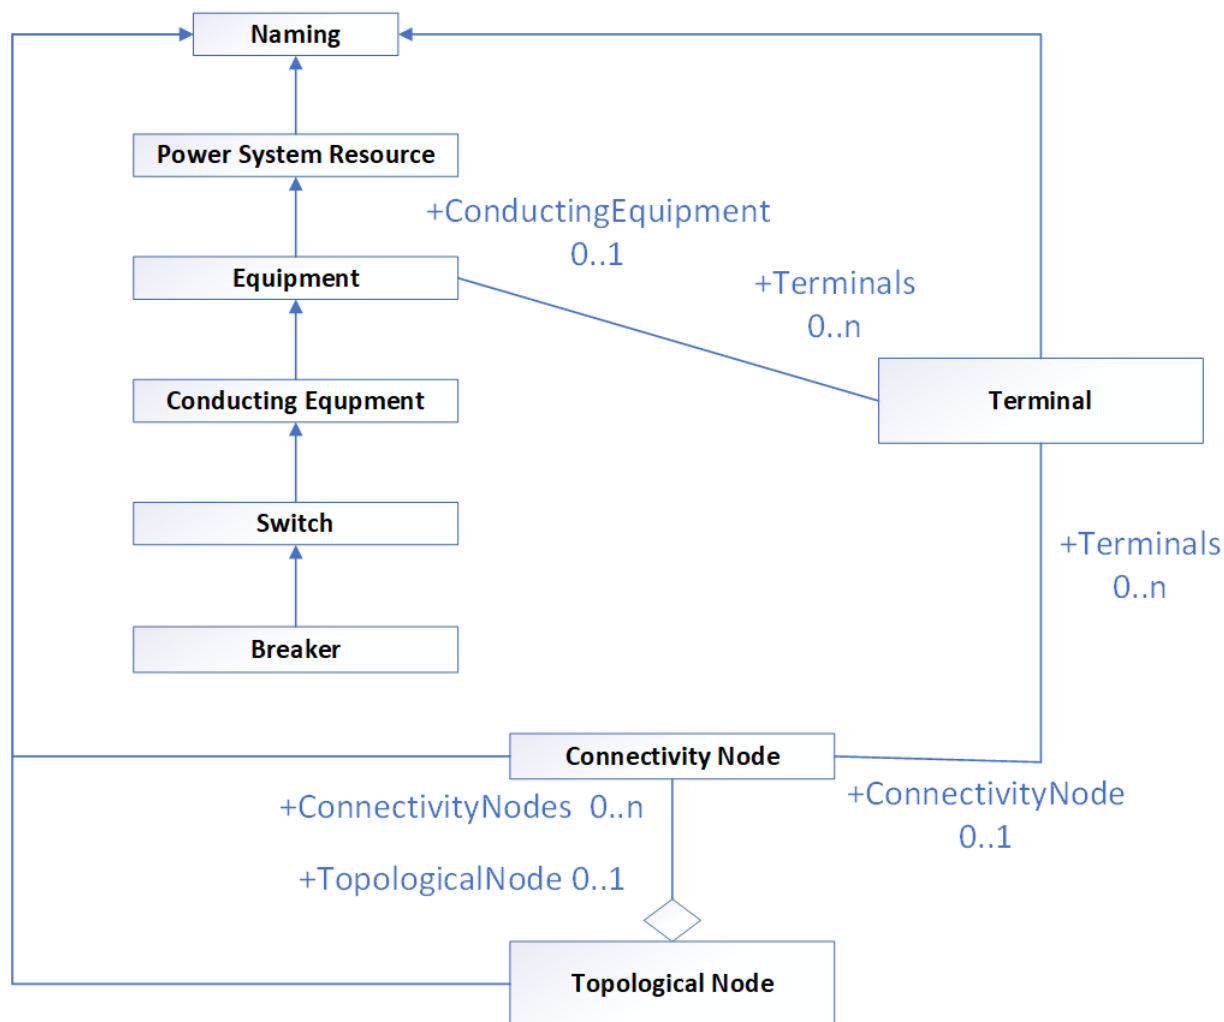 Naming
Power System Resource
+ConductingEquipment
0..1
Equipment
+Terminals
0..n
Conducting Equpment
Terminal
Switch
+Terminals
0..n
Breaker
Connectivity Node
+ConnectivityNodes 0..n
+ConnectivityNode
0..1
+TopologicalNode 0..1
Topological Node